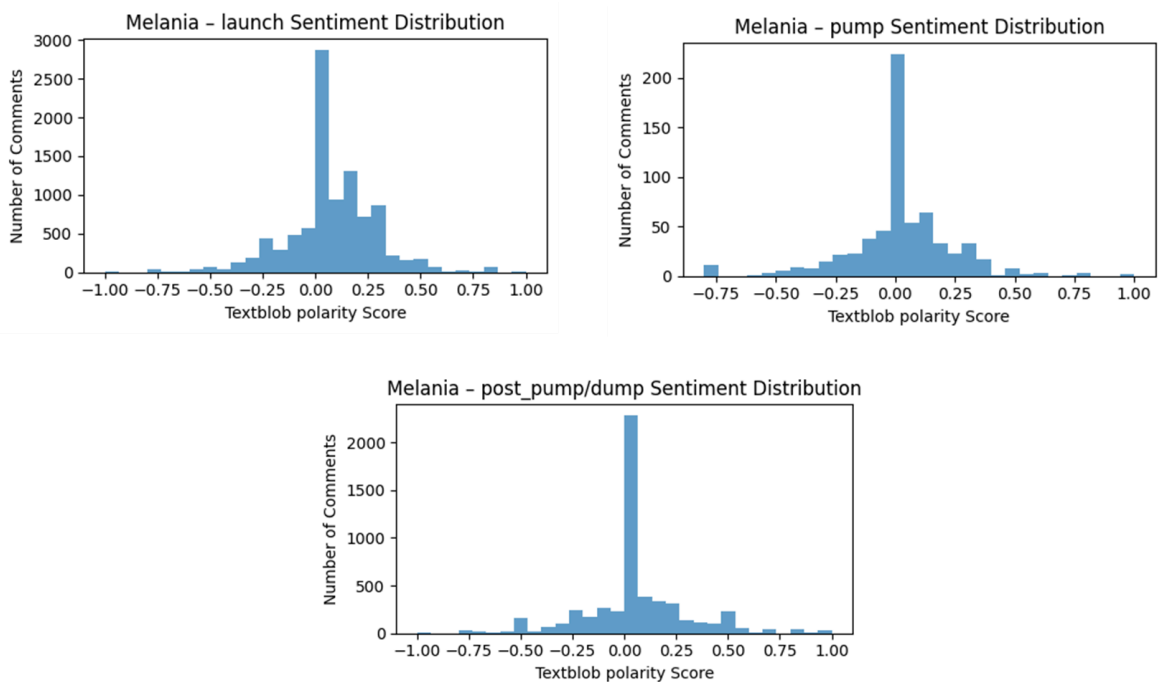 Melania – launch Sentiment Distribution
Number of Comments
3000
2500
2000
1500
1000
500
0
−1.00 −0.75 −0.50 −0.25 0.00 0.25 0.50 0.75 1.00
Textblob polarity Score
Melania – pump Sentiment Distribution
Number of Comments
200
150
100
50
0
−0.75 −0.50 −0.25 0.00 0.25 0.50 0.75 1.00
Textblob polarity Score
Melania – post_pump/dump Sentiment Distribution
Number of Comments
2000
1500
1000
500
0
−1.00 −0.75 −0.50 −0.25 0.00 0.25 0.50 0.75 1.00
Textblob polarity Score